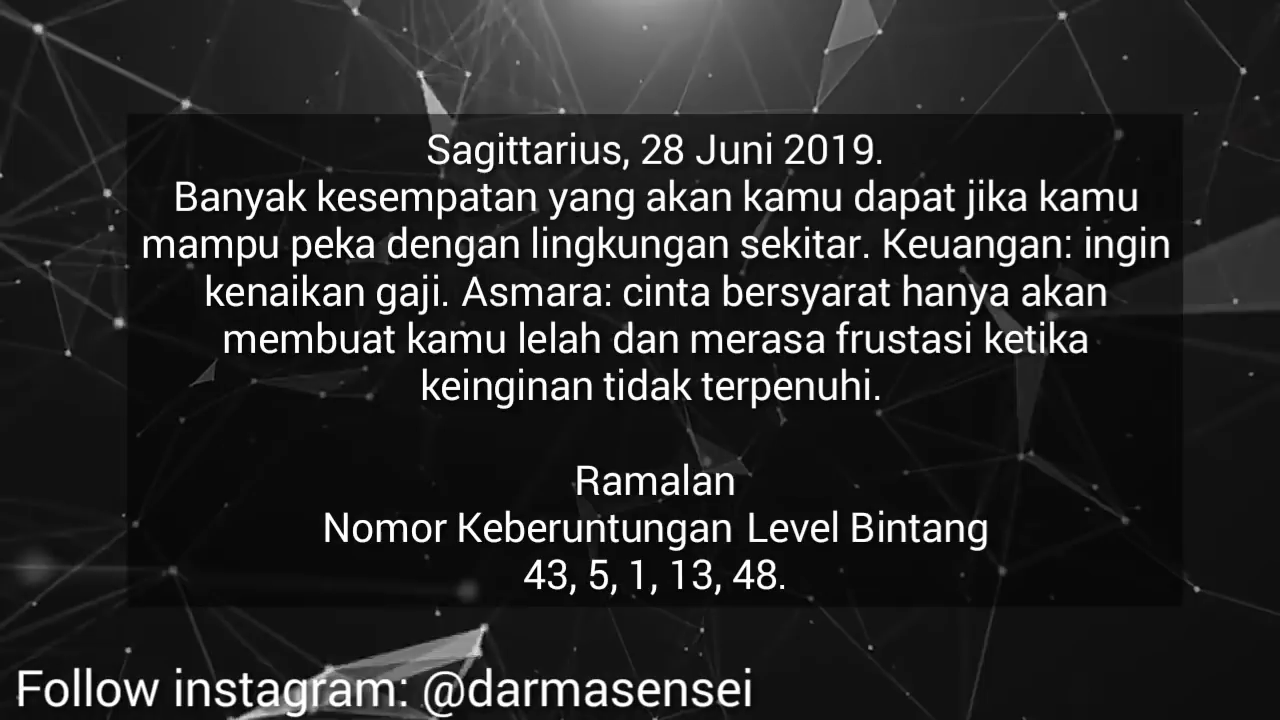 Sagittarius, 28 Juni 2019.
Banyak kesempatan yang akan kamu dapat jika kamu
mampu peka dengan lingkungan sekitar. Keuangan: ingin
kenaikan gaji. Asmara: cinta bersyarat hanya akan
membuat kamu lelah dan merasa frustasi ketika
keinginan tidak terpenuhi.
Ramalan
Nomor Keberuntungan Level Bintang
43, 5, 1, 13, 48.
Follow instagram: @darmasensei